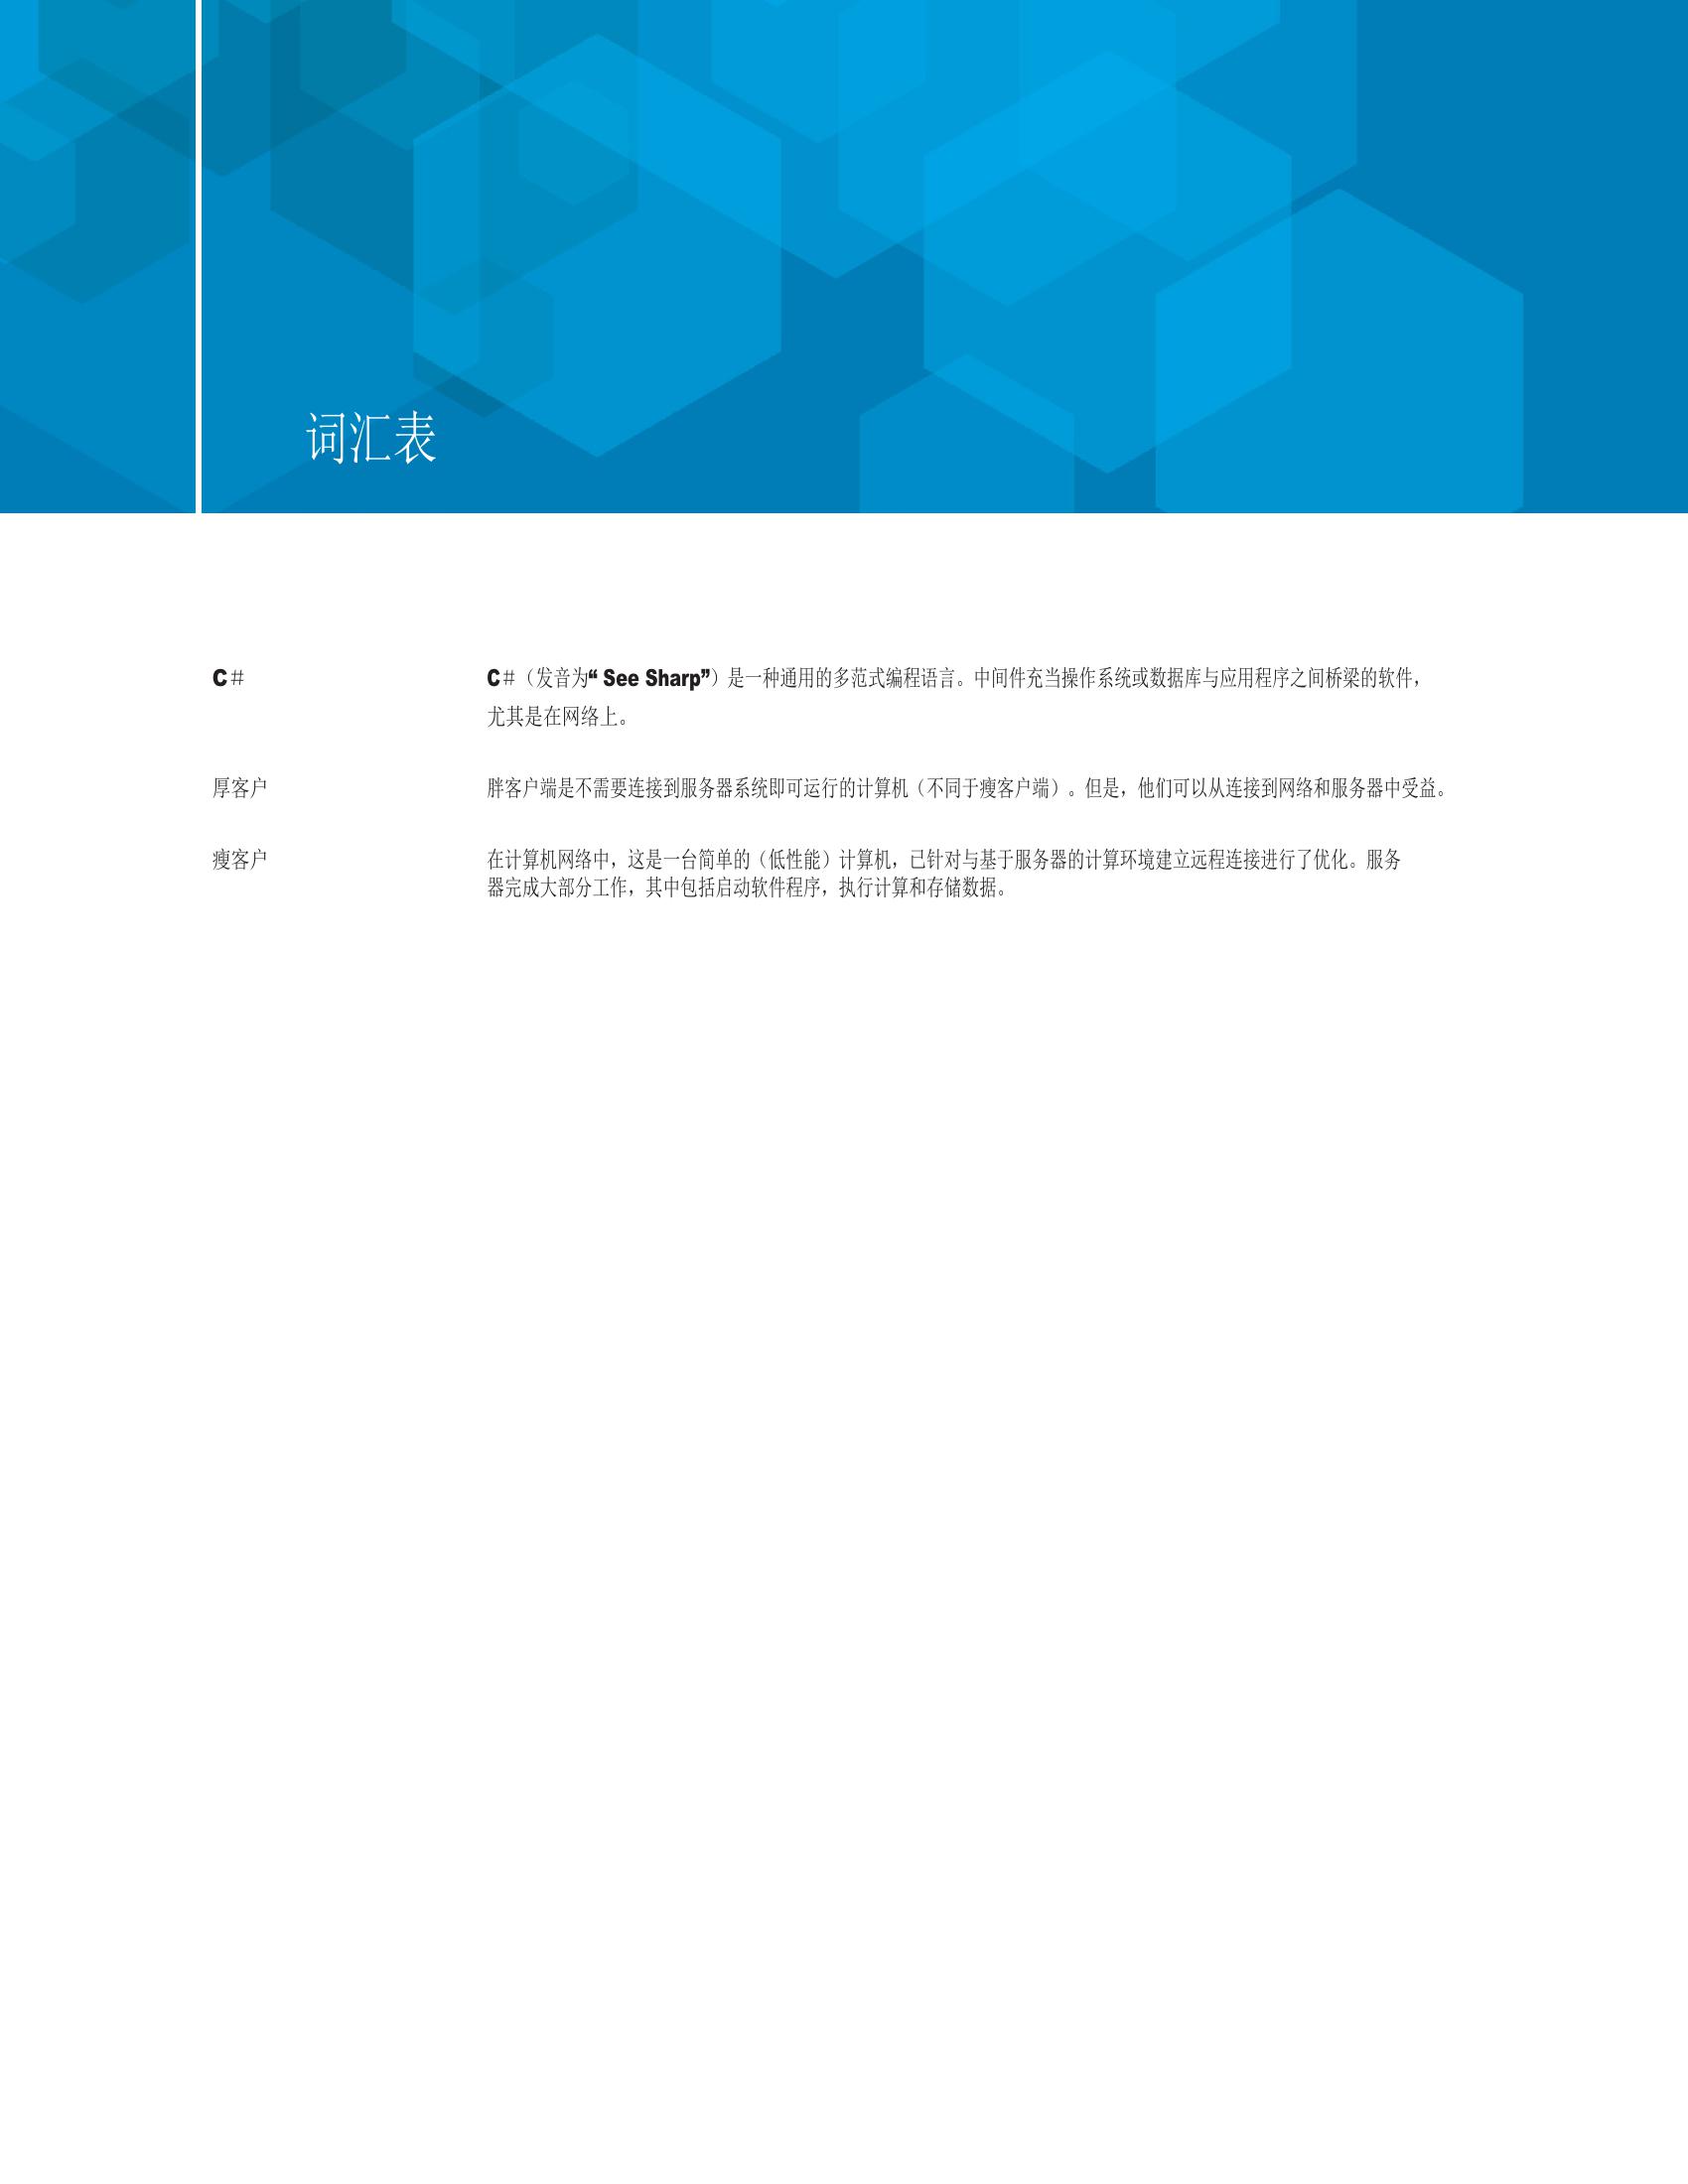 词汇表
C＃
C＃（发音为“ See Sharp”）是一种通用的多范式编程语言。中间件充当操作系统或数据库与应用程序之间桥梁的软件，
尤其是在网络上。
厚客户
胖客户端是不需要连接到服务器系统即可运行的计算机（不同于瘦客户端）。但是，他们可以从连接到网络和服务器中受益。
瘦客户
在计算机网络中，这是一台简单的（低性能）计算机，已针对与基于服务器的计算环境建立远程连接进行了优化。服务
器完成大部分工作，其中包括启动软件程序，执行计算和存储数据。